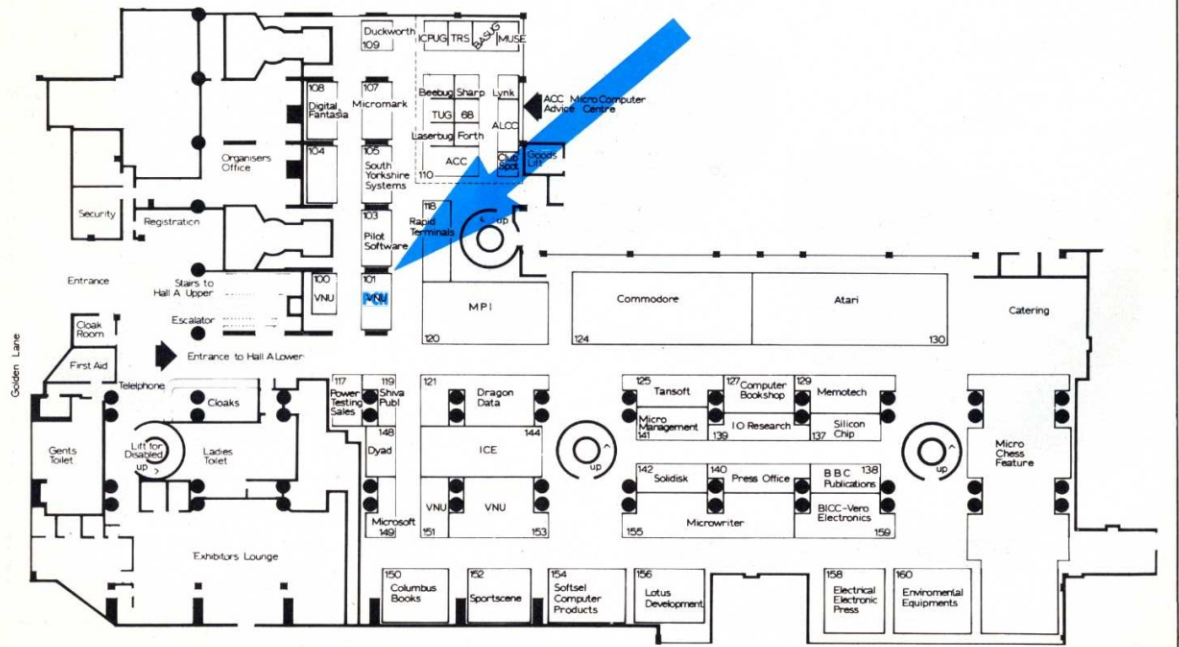 Duckworth
109
ICPUG
TRS
BASUG
MUSE
108
Digital
Fantasia
107
Micromark
Beebug
Sharp
Lynk
TUG
68
ALCC
Laserbug
Forth
ACC
110
Club
Spot
ACC Micro Computer
Advice Centre
Goods
Lift
104
Organisers
Office
105
South
Yorkshire
Systems
Security
Registration
103
Pilot
Software
118
Rapid
Terminals
up
Entrance
Stairs to
Hall A Upper
100
VNU
101
VNU
PCN
MPI
120
Commodore
124
Atari
130
Catering
Escalator
Cloak
Room
First Aid
Entrance to Hall A Lower
Golden Lane
Telelphone
Cloaks
117
Power
Testing
Sales
119
Shiva
Publ
121
Dragon
Data
125
Tansoft
127
Computer
Bookshop
129
Memotech
Micro
Management
141
IO Research
139
Silicon
Chip
137
Gents
Toilet
Lift for
Disabled
up
Ladies
Toilet
148
Dyad
144
ICE
up
up
Micro
Chess
Feature
142
Solidisk
140
Press Office
138
BBC
Publications
Microsoft
149
VNU
151
VNU
153
Microwriter
155
BICC-Vero
Electronics
159
Exhibitors Lounge
150
Columbus
Books
152
Sportscene
154
Softsel
Computer
Products
156
Lotus
Development
158
Electrical
Electronic
Press
160
Enviromental
Equipments